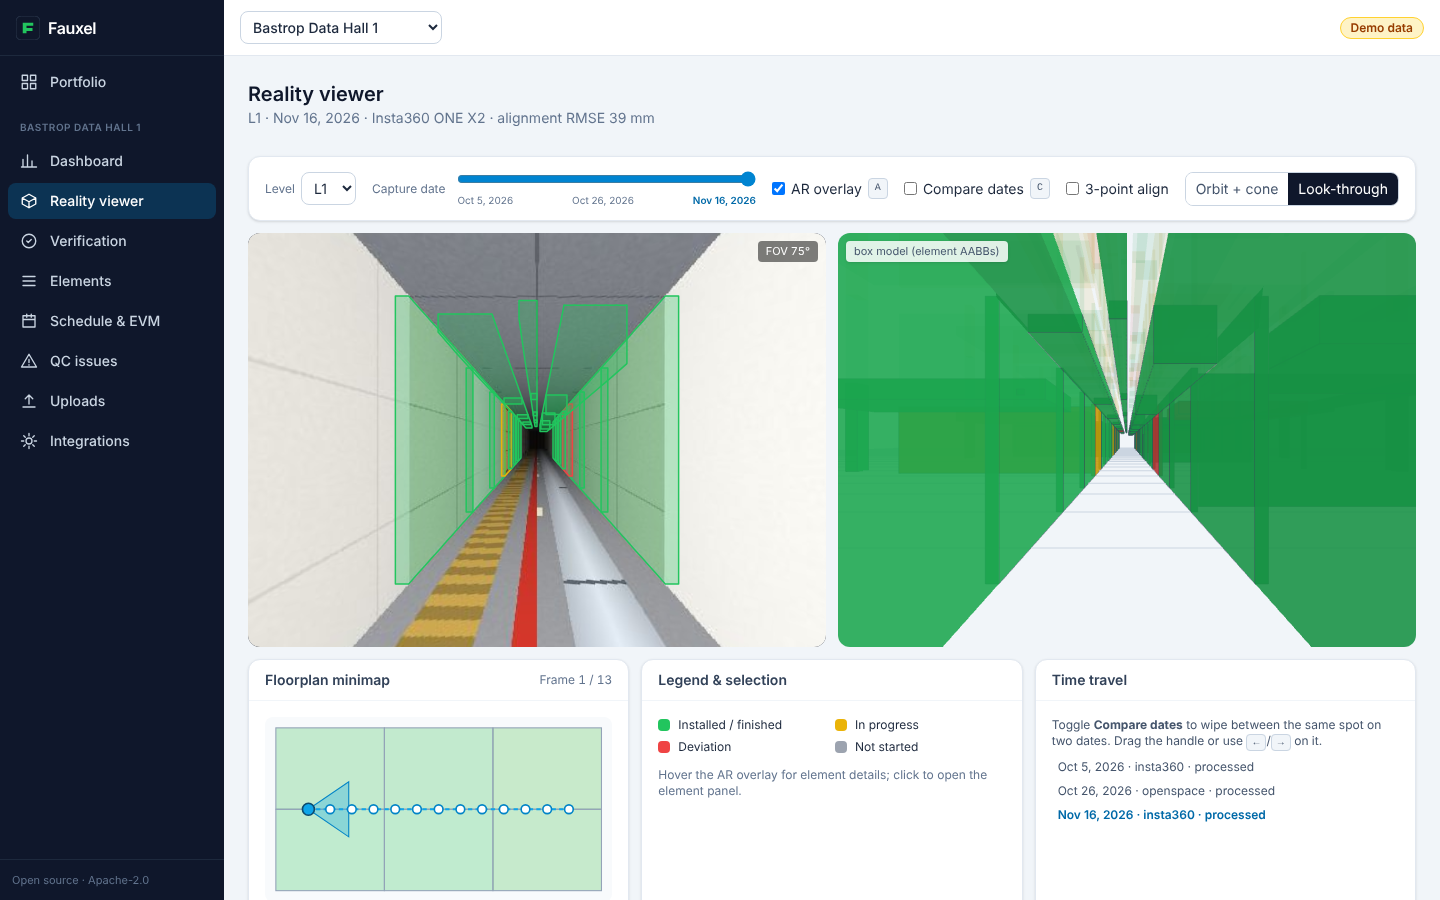 Fauxel
Bastrop Data Hall 1
Demo data
Portfolio
BASTROP DATA HALL 1
Dashboard
Reality viewer
Verification
Elements
Schedule & EVM
QC issues
Uploads
Integrations
Open source · Apache-2.0
Reality viewer
L1 · Nov 16, 2026 · Insta360 ONE X2 · alignment RMSE 39 mm
Level L1 Capture date
Oct 5, 2026 Oct 26, 2026 Nov 16, 2026
AR overlay A Compare dates C 3-point align Orbit + cone Look-through
FOV 75°
box model (element AABBs)
Floorplan minimap Frame 1 / 13
Legend & selection
Installed / finished In progress
Deviation Not started
Hover the AR overlay for element details; click to open the
element panel.
Time travel
Toggle Compare dates to wipe between the same spot on
two dates. Drag the handle or use ←/→ on it.
Oct 5, 2026 · insta360 · processed
Oct 26, 2026 · openspace · processed
Nov 16, 2026 · insta360 · processed